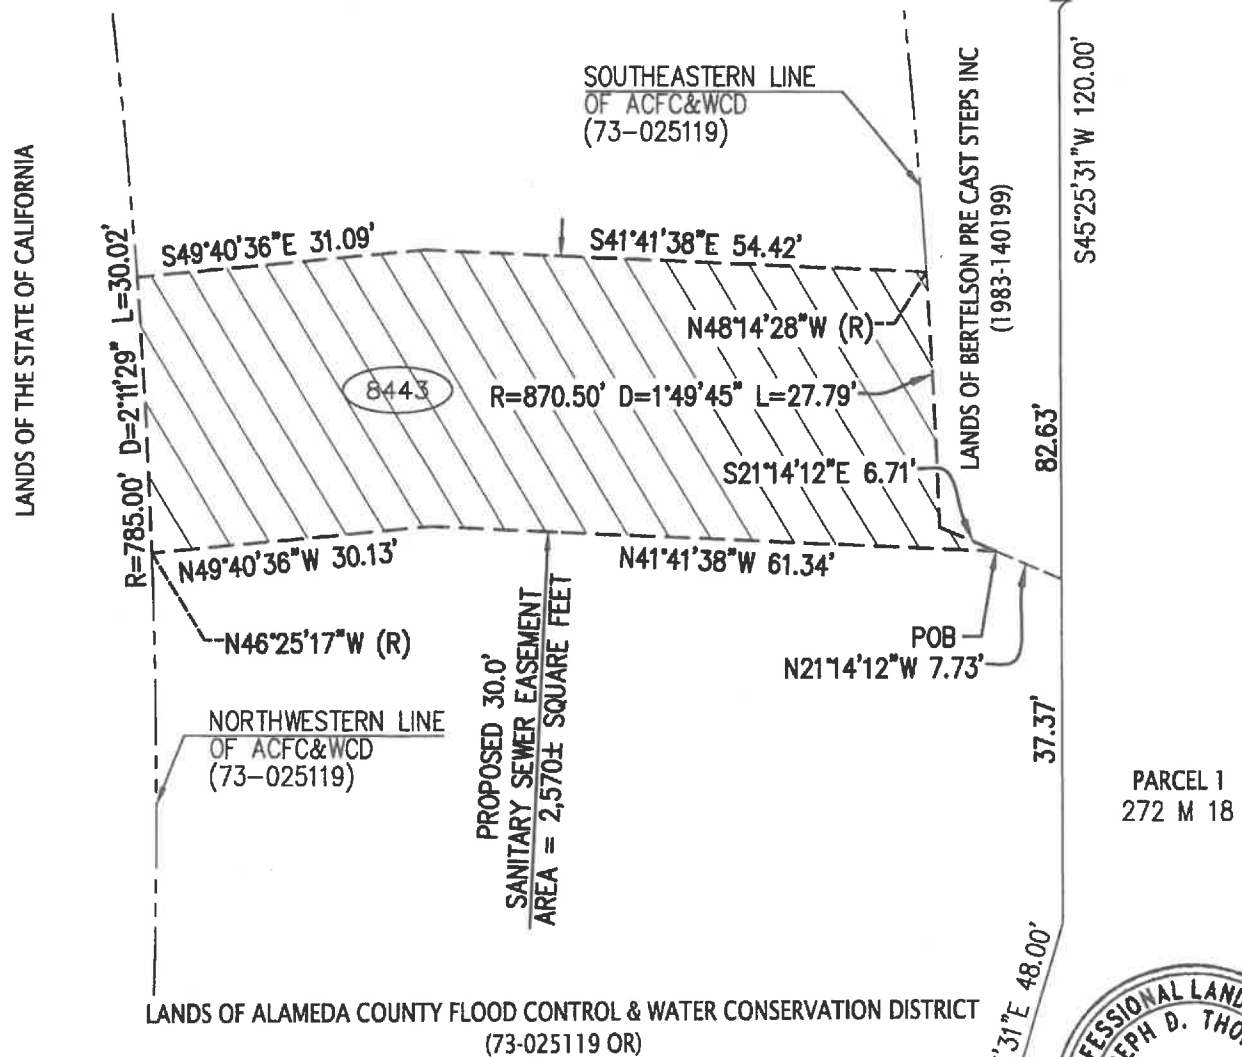 SOUTHEASTERN LINE
OF ACFC&WCD
(73-025119)
LANDS OF BERTELSON PRE CAST STEPS INC
(1983-140199)
S45°25'31"W 120.00'
LANDS OF THE STATE OF CALIFORNIA
S49°40'36"E 31.09'
S41°41'38"E 54.42'
R=785.00' D=2°11'29" L=30.02'
N48°14'28"W (R)
8443
R=870.50' D=1°49'45" L=27.79'
82.63'
S21°14'12"E 6.71'
N49°40'36"W 30.13'
N41°41'38"W 61.34'
N46°25'17"W (R)
POB
N21°14'12"W 7.73'
PROPOSED 30.0'
SANITARY SEWER EASEMENT
AREA = 2,570± SQUARE FEET
NORTHWESTERN LINE
OF ACFC&WCD
(73-025119)
37.37'
PARCEL 1
272 M 18
31"E 48.00'
LANDS OF ALAMEDA COUNTY FLOOD CONTROL & WATER CONSERVATION DISTRICT
(73-025119 OR)
LAND
D.